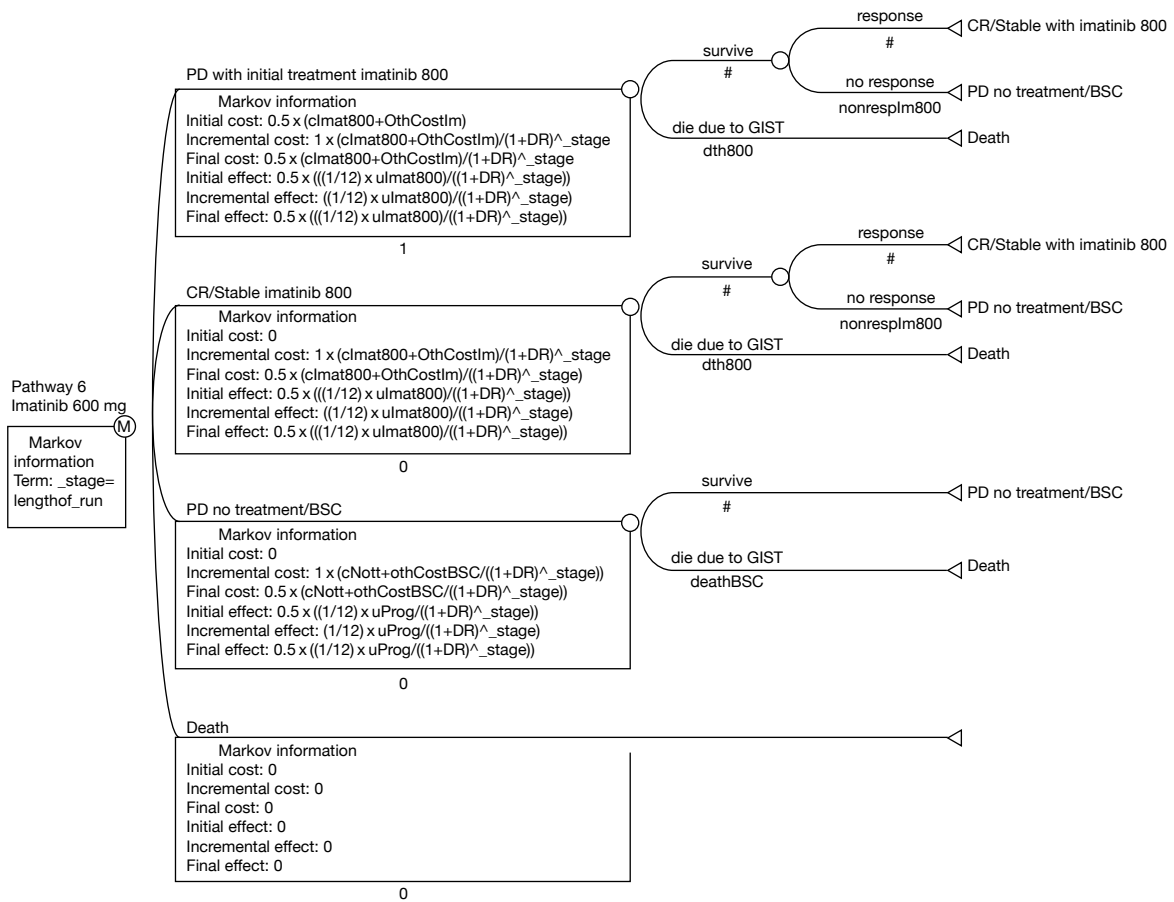 Pathway 6
Imatinib 600 mg
M
Markov
information
Term: _stage=
lengthof_run
PD with initial treatment imatinib 800
Markov information
Initial cost: 0.5 x (cImat800+OthCostIm)
Incremental cost: 1 x (cImat800+OthCostIm)/(1+DR)^_stage
Final cost: 0.5 x (cImat800+OthCostIm)/(1+DR)^_stage
Initial effect: 0.5 x (((1/12) x uImat800)/((1+DR)^_stage))
Incremental effect: ((1/12) x uImat800)/((1+DR)^_stage)
Final effect: 0.5 x (((1/12) x uImat800)/((1+DR)^_stage))
1
survive
#
response
#
CR/Stable with imatinib 800
no response
nonrespIm800
PD no treatment/BSC
die due to GIST
dth800
Death
CR/Stable imatinib 800
Markov information
Initial cost: 0
Incremental cost: 1 x (cImat800+OthCostIm)/(1+DR)^_stage
Final cost: 0.5 x (cImat800+OthCostIm)/((1+DR)^_stage)
Initial effect: 0.5 x (((1/12) x uImat800)/((1+DR)^_stage))
Incremental effect: ((1/12) x uImat800)/((1+DR)^_stage)
Final effect: 0.5 x (((1/12) x uImat800)/((1+DR)^_stage))
0
survive
#
response
#
CR/Stable with imatinib 800
no response
nonrespIm800
PD no treatment/BSC
die due to GIST
dth800
Death
PD no treatment/BSC
Markov information
Initial cost: 0
Incremental cost: 1 x (cNott+othCostBSC/((1+DR)^_stage))
Final cost: 0.5 x (cNott+othCostBSC/((1+DR)^_stage))
Initial effect: 0.5 x ((1/12) x uProg/((1+DR)^_stage))
Incremental effect: (1/12) x uProg/((1+DR)^_stage)
Final effect: 0.5 x ((1/12) x uProg/((1+DR)^_stage))
0
survive
#
PD no treatment/BSC
die due to GIST
deathBSC
Death
Death
Markov information
Initial cost: 0
Incremental cost: 0
Final cost: 0
Initial effect: 0
Incremental effect: 0
Final effect: 0
0